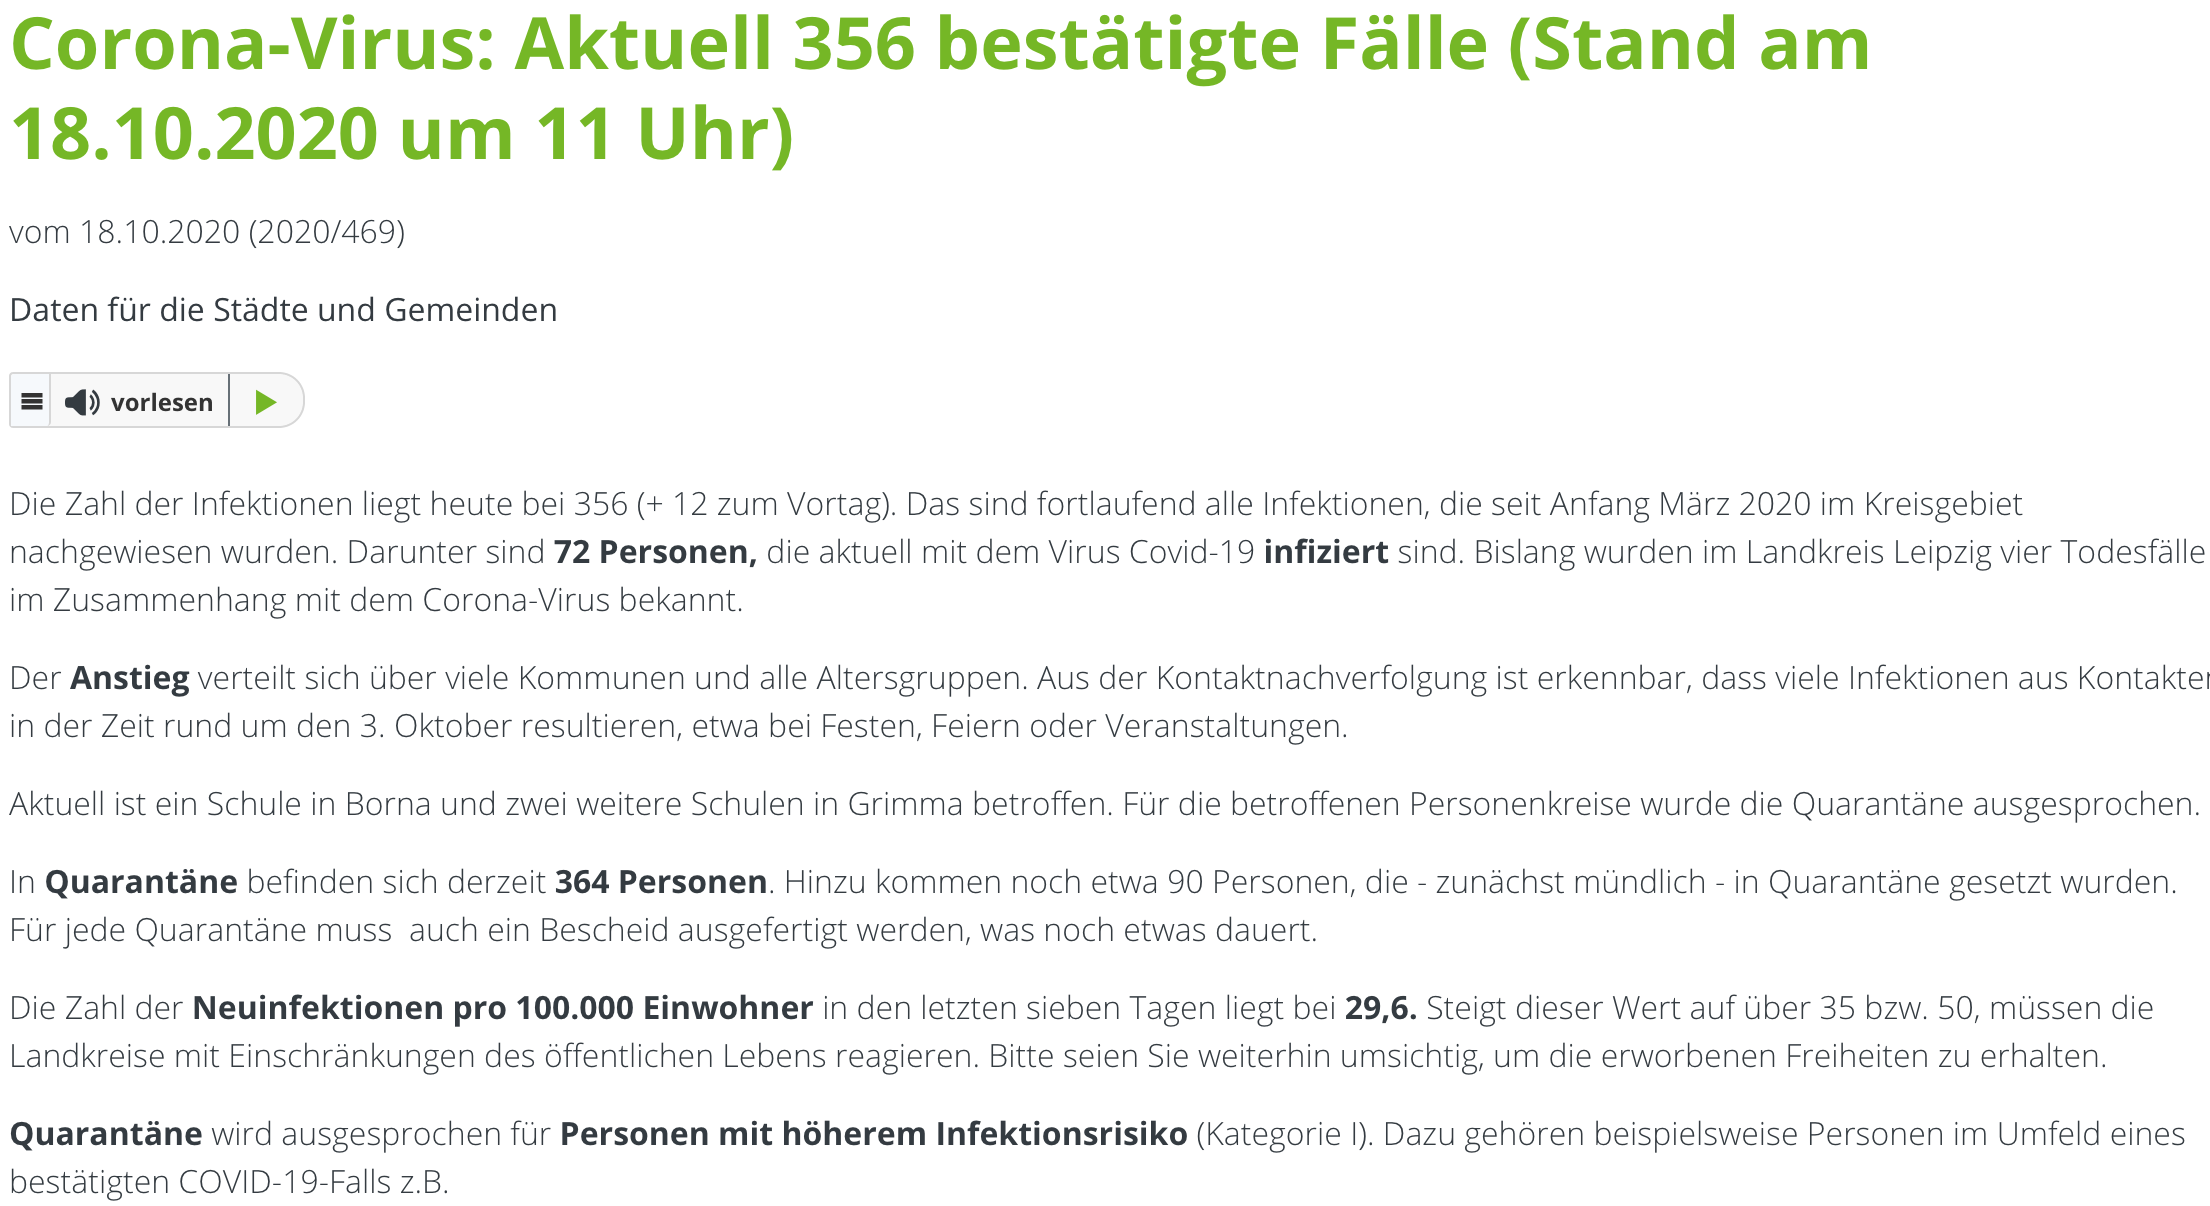 Corona-Virus: Aktuell 356 bestätigte Fälle (Stand am
18.10.2020 um 11 Uhr)
vom 18.10.2020 (2020/469)
Daten für die Städte und Gemeinden
vorlesen
Die Zahl der Infektionen liegt heute bei 356 (+ 12 zum Vortag). Das sind fortlaufend alle Infektionen, die seit Anfang März 2020 im Kreisgebiet
nachgewiesen wurden. Darunter sind 72 Personen, die aktuell mit dem Virus Covid-19 infiziert sind. Bislang wurden im Landkreis Leipzig vier Todesfälle
im Zusammenhang mit dem Corona-Virus bekannt.
Der Anstieg verteilt sich über viele Kommunen und alle Altersgruppen. Aus der Kontaktnachverfolgung ist erkennbar, dass viele Infektionen aus Kontakten
in der Zeit rund um den 3. Oktober resultieren, etwa bei Festen, Feiern oder Veranstaltungen.
Aktuell ist ein Schule in Borna und zwei weitere Schulen in Grimma betroffen. Für die betroffenen Personenkreise wurde die Quarantäne ausgesprochen.
In Quarantäne befinden sich derzeit 364 Personen. Hinzu kommen noch etwa 90 Personen, die - zunächst mündlich - in Quarantäne gesetzt wurden.
Für jede Quarantäne muss  auch ein Bescheid ausgefertigt werden, was noch etwas dauert.
Die Zahl der Neuinfektionen pro 100.000 Einwohner in den letzten sieben Tagen liegt bei 29,6. Steigt dieser Wert auf über 35 bzw. 50, müssen die
Landkreise mit Einschränkungen des öffentlichen Lebens reagieren. Bitte seien Sie weiterhin umsichtig, um die erworbenen Freiheiten zu erhalten.
Quarantäne wird ausgesprochen für Personen mit höherem Infektionsrisiko (Kategorie I). Dazu gehören beispielsweise Personen im Umfeld eines
bestätigten COVID-19-Falls z.B.